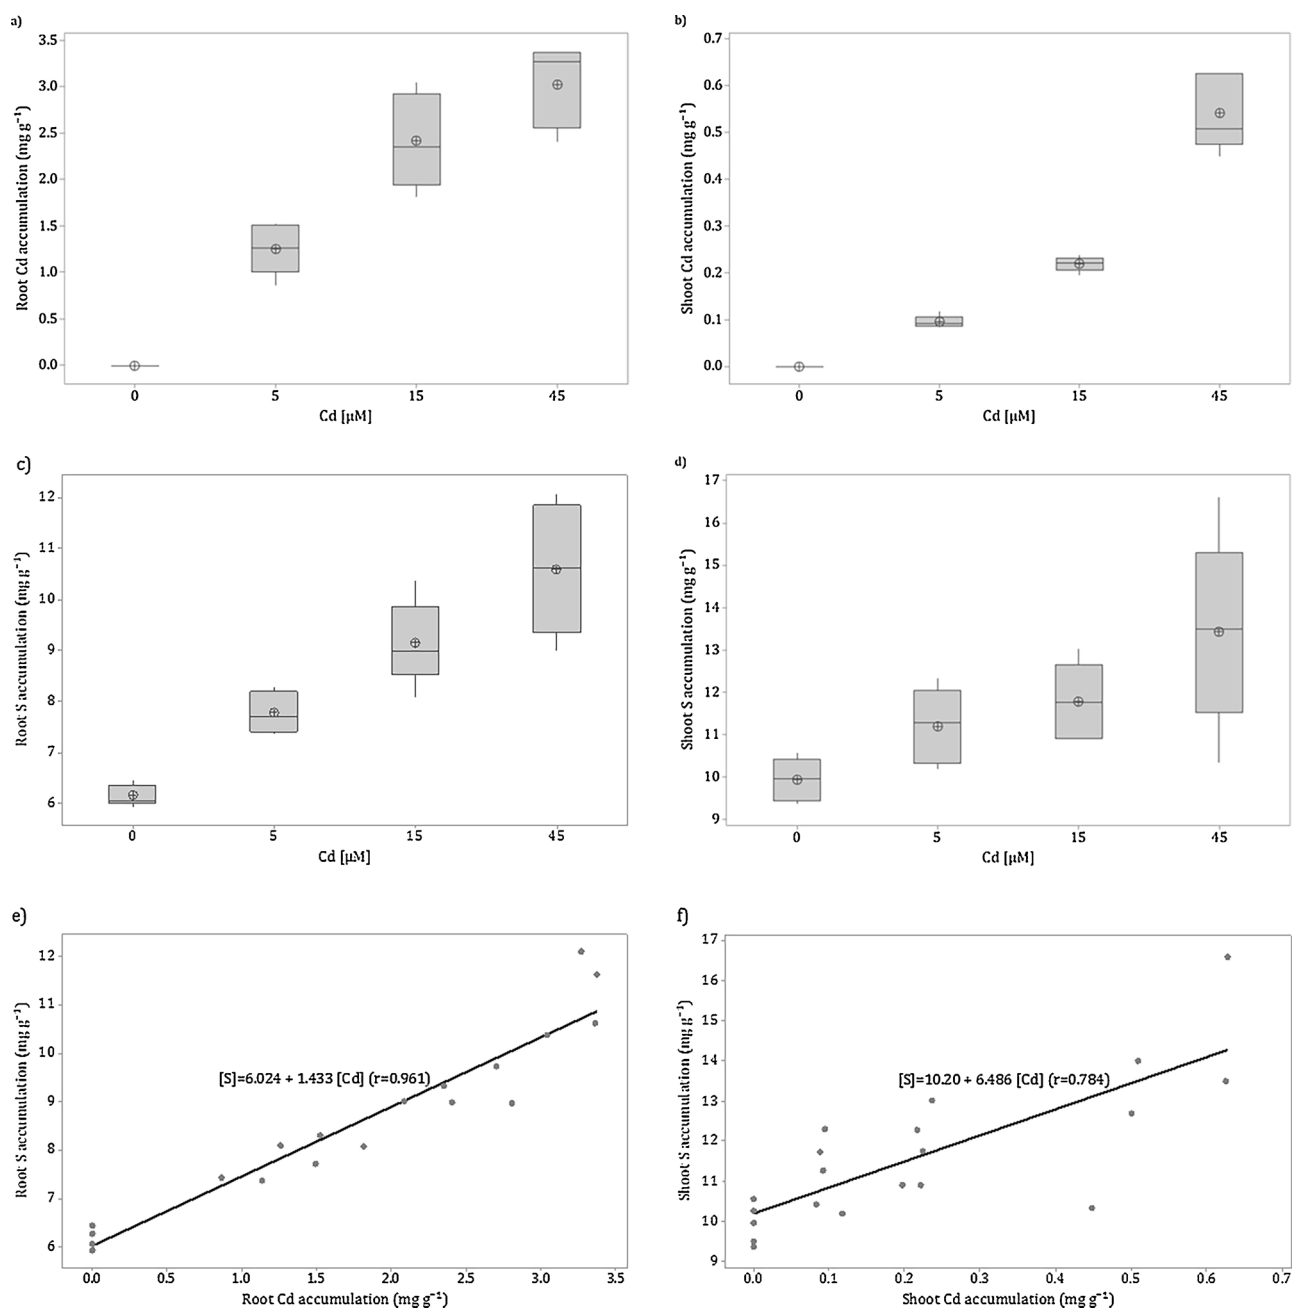 a)
3.5
3.0
2.5
2.0
1.5
1.0
0.5
0.0
Root Cd accumulation (mg g⁻¹)
0 5 15 45
Cd [µM]
b)
0.7
0.6
0.5
0.4
0.3
0.2
0.1
0.0
Shoot Cd accumulation (mg g⁻¹)
0 5 15 45
Cd [µM]
c)
12
11
10
9
8
7
6
Root S accumulation (mg g⁻¹)
0 5 15 45
Cd [µM]
d)
17
16
15
14
13
12
11
10
9
Shoot S accumulation (mg g⁻¹)
0 5 15 45
Cd [µM]
e)
12
11
10
9
8
7
6
Root S accumulation (mg g⁻¹)
[S]=6.024 + 1.433 [Cd] (r=0.961)
0.0 0.5 1.0 1.5 2.0 2.5 3.0 3.5
Root Cd accumulation (mg g⁻¹)
f)
17
16
15
14
13
12
11
10
9
Shoot S accumulation (mg g⁻¹)
[S]=10.20 + 6.486 [Cd] (r=0.784)
0.0 0.1 0.2 0.3 0.4 0.5 0.6 0.7
Shoot Cd accumulation (mg g⁻¹)